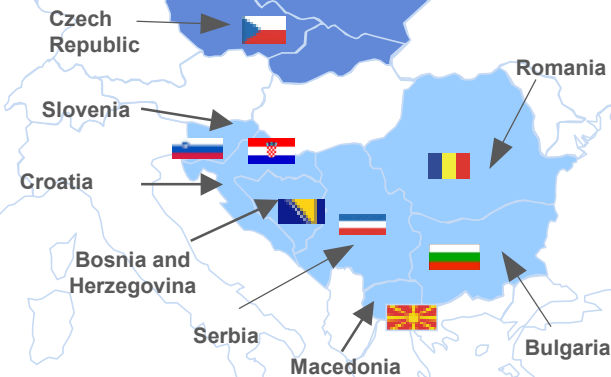 Czech
Republic
Romania
Slovenia
Croatia
Bosnia and
Herzegovina
Serbia
Bulgaria
Macedonia